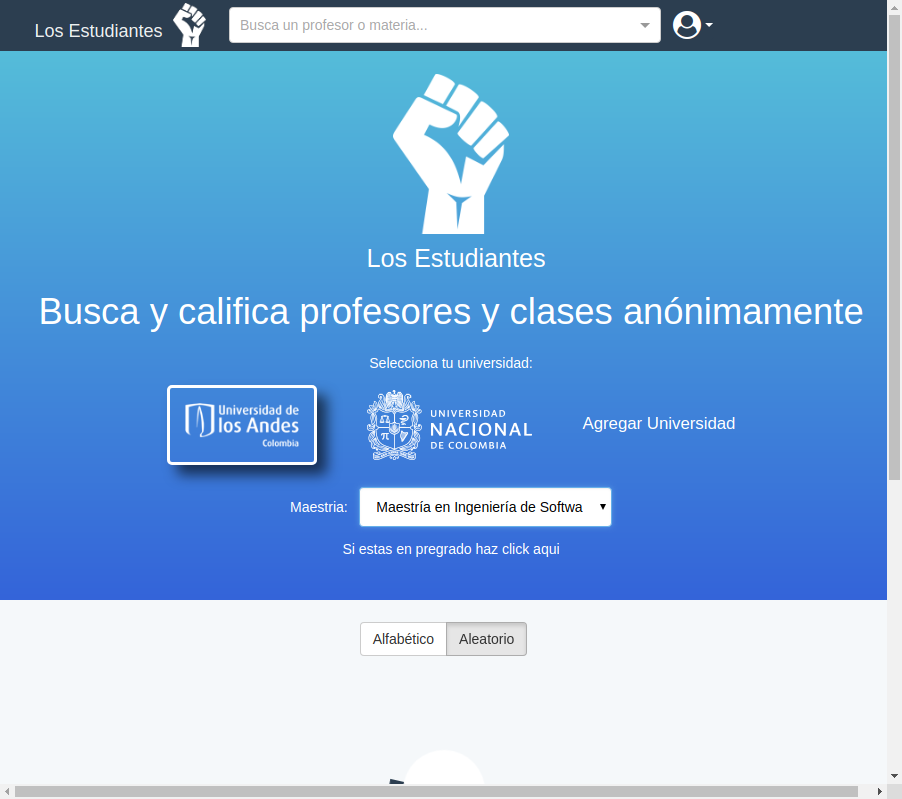 Los Estudiantes
Busca un profesor o materia...
Los Estudiantes
Busca y califica profesores y clases anónimamente
Selecciona tu universidad:
Universidad de
los Andes
Colombia
UNIVERSIDAD
NACIONAL
DE COLOMBIA
Agregar Universidad
Maestria:
Maestría en Ingeniería de Softwa
Si estas en pregrado haz click aqui
Alfabético
Aleatorio